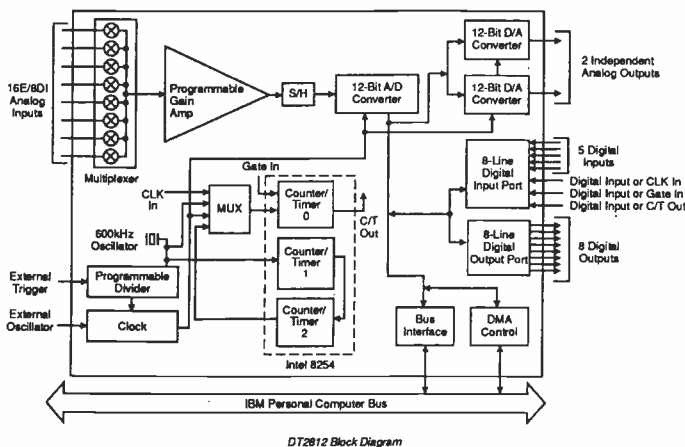 16E/8DI
Analog
Inputs
Multiplexer
Programmable
Gain
Amp
S/H
12-Bit A/D
Converter
12-Bit D/A
Converter
12-Bit D/A
Converter
2 Independent
Analog Outputs
8-Line
Digital
Input Port
5 Digital
Inputs
Digital Input or CLK In
Digital Input or Gate In
Digital Input or C/T Out
8-Line
Digital
Output Port
8 Digital
Outputs
Gate In
CLK
In
MUX
Counter/
Timer
0
C/T
Out
600kHz
Oscillator
Counter/
Timer
1
External
Trigger
Programmable
Divider
External
Oscillator
Clock
Counter/
Timer
2
Intel 8254
Bus
Interface
DMA
Control
IBM Personal Computer Bus
DT2812 Block Diagram